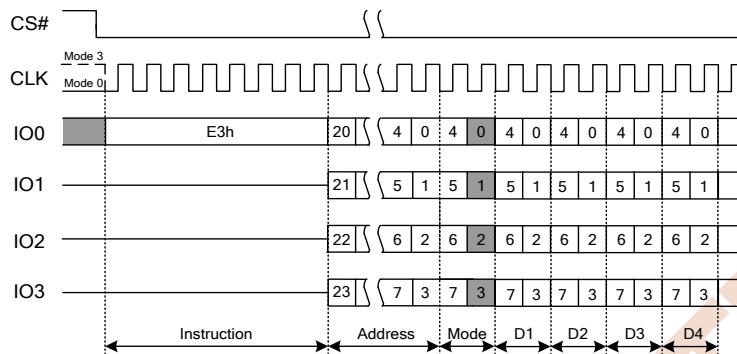 CS#
Mode 3
CLK
Mode 0
IO0 E3h 20 4 0 4 0 4 0 4 0 4 0 4 0
IO1 21 5 1 5 1 5 1 5 1 5 1 5 1
IO2 22 6 2 6 2 6 2 6 2 6 2 6 2
IO3 23 7 3 7 3 7 3 7 3 7 3 7 3
Instruction Address Mode D1 D2 D3 D4